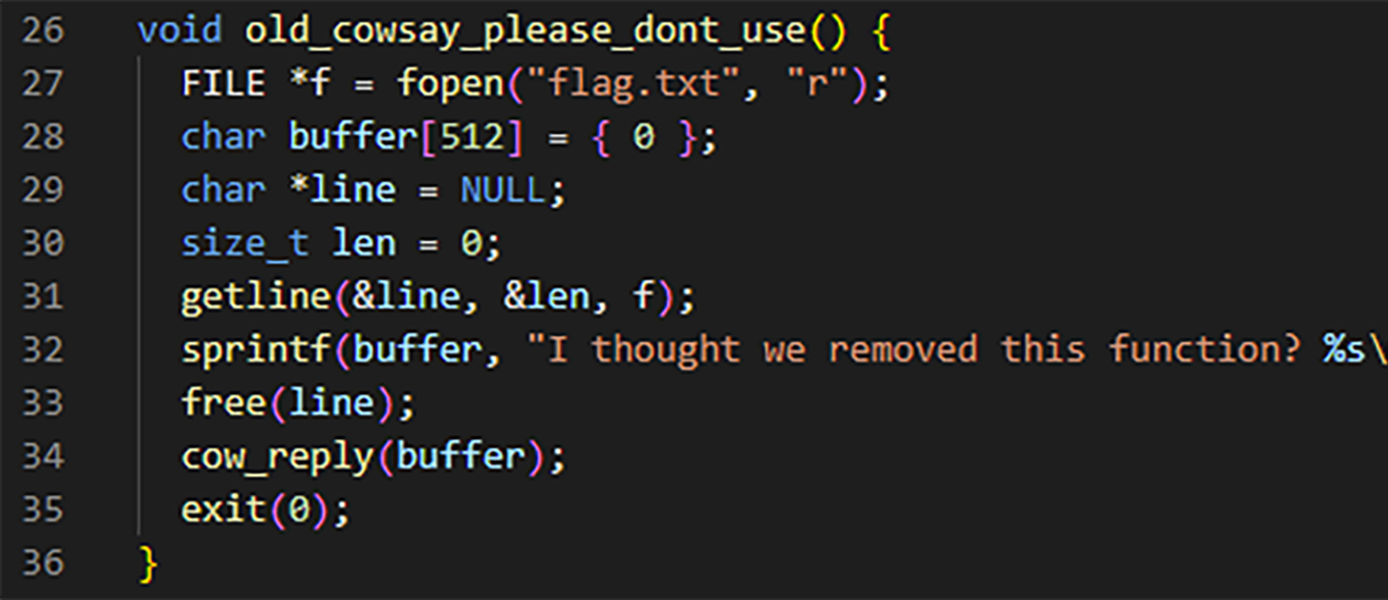 26 void old_cowsay_please_dont_use() {
27 FILE *f = fopen("flag.txt", "r");
28 char buffer[512] = { 0 };
29 char *line = NULL;
30 size_t len = 0;
31 getline(&line, &len, f);
32 sprintf(buffer, "I thought we removed this function? %s\
33 free(line);
34 cow_reply(buffer);
35 exit(0);
36 }